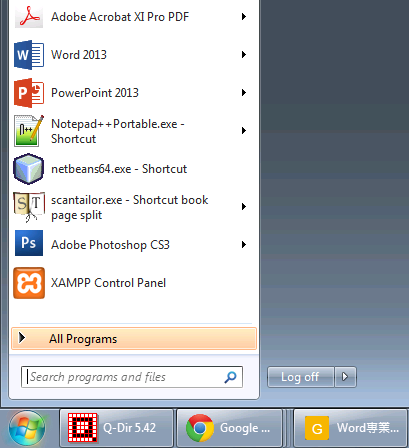 Adobe Acrobat XI Pro PDF
Word 2013
PowerPoint 2013
Notepad++Portable.exe -
Shortcut
netbeans64.exe - Shortcut
scantailor.exe - Shortcut book
page split
Adobe Photoshop CS3
XAMPP Control Panel
All Programs
Search programs and files
Log off
Q-Dir 5.42
Google ...
Word專業...